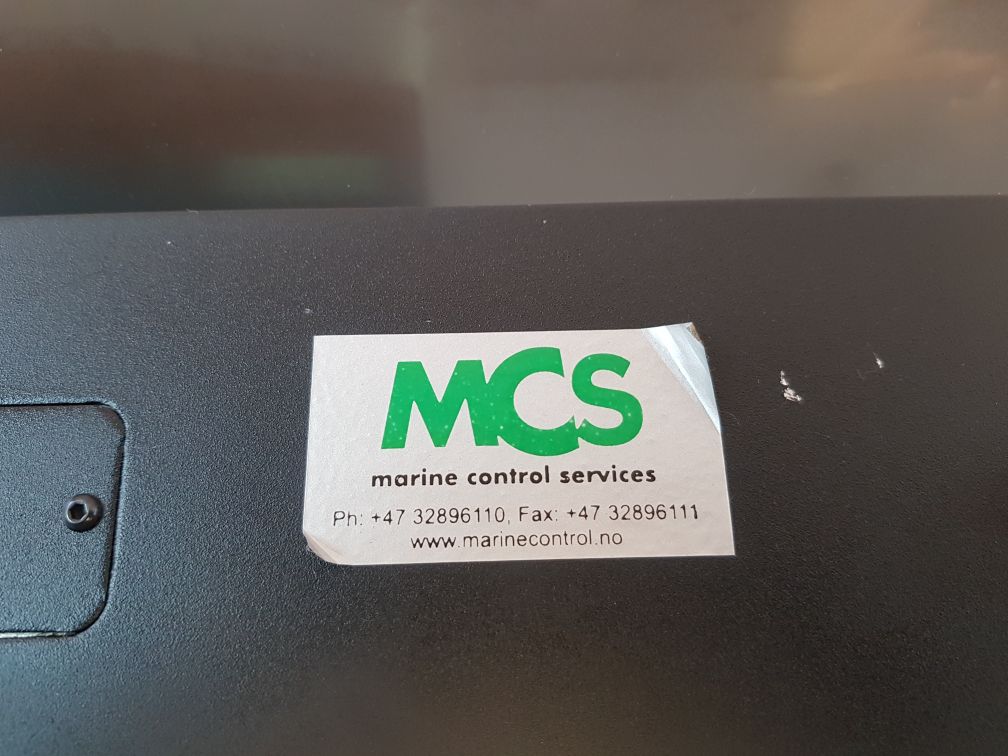 MCS
marine control services
Ph: +47 32896110, Fax: +47 32896111
www.marinecontrol.no